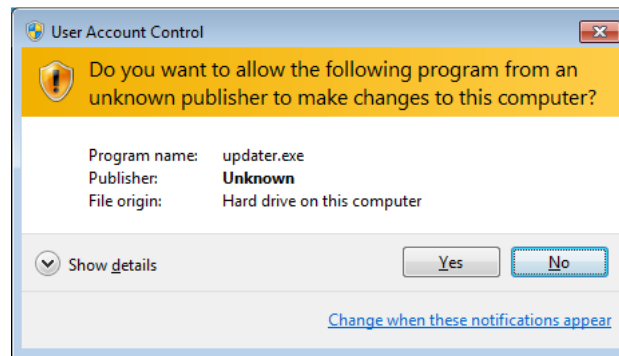 User Account Control
Do you want to allow the following program from an
unknown publisher to make changes to this computer?
Program name: updater.exe
Publisher: Unknown
File origin: Hard drive on this computer
Show details
Yes
No
Change when these notifications appear